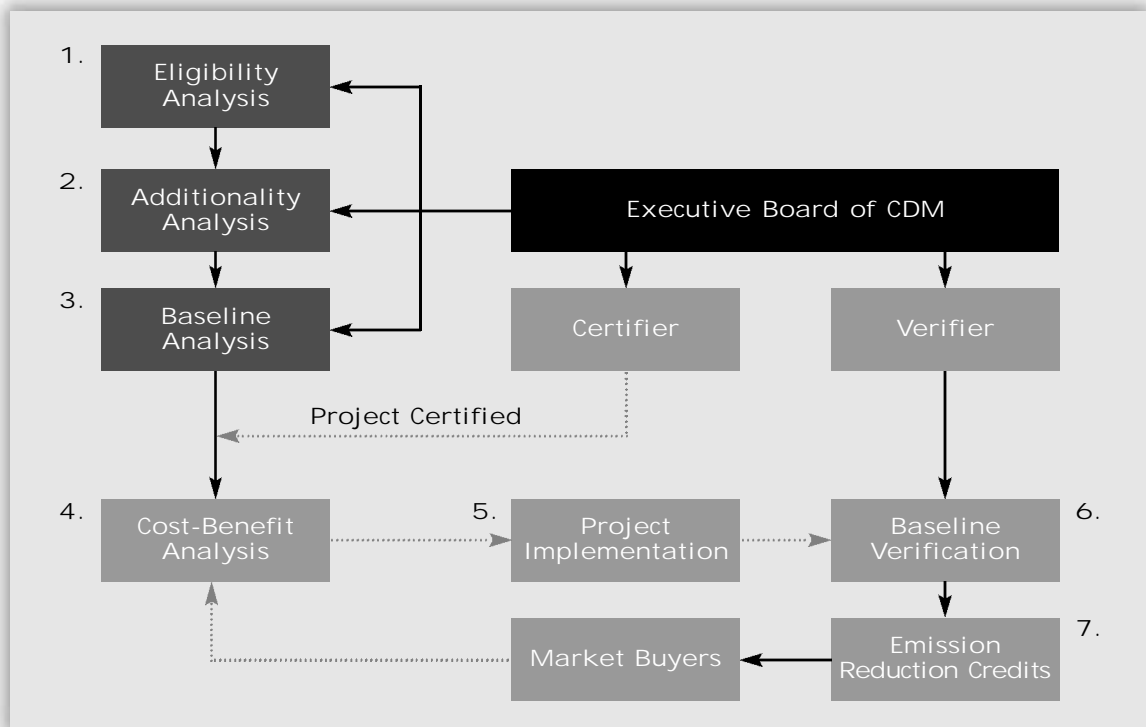 1.
Eligibility
Analysis
2.
Additionality
Analysis
Executive Board of CDM
3.
Baseline
Analysis
Certifier
Verifier
Project Certified
4.
Cost-Benefit
Analysis
5.
Project
Implementation
Baseline
Verification
6.
Market Buyers
Emission
Reduction Credits
7.